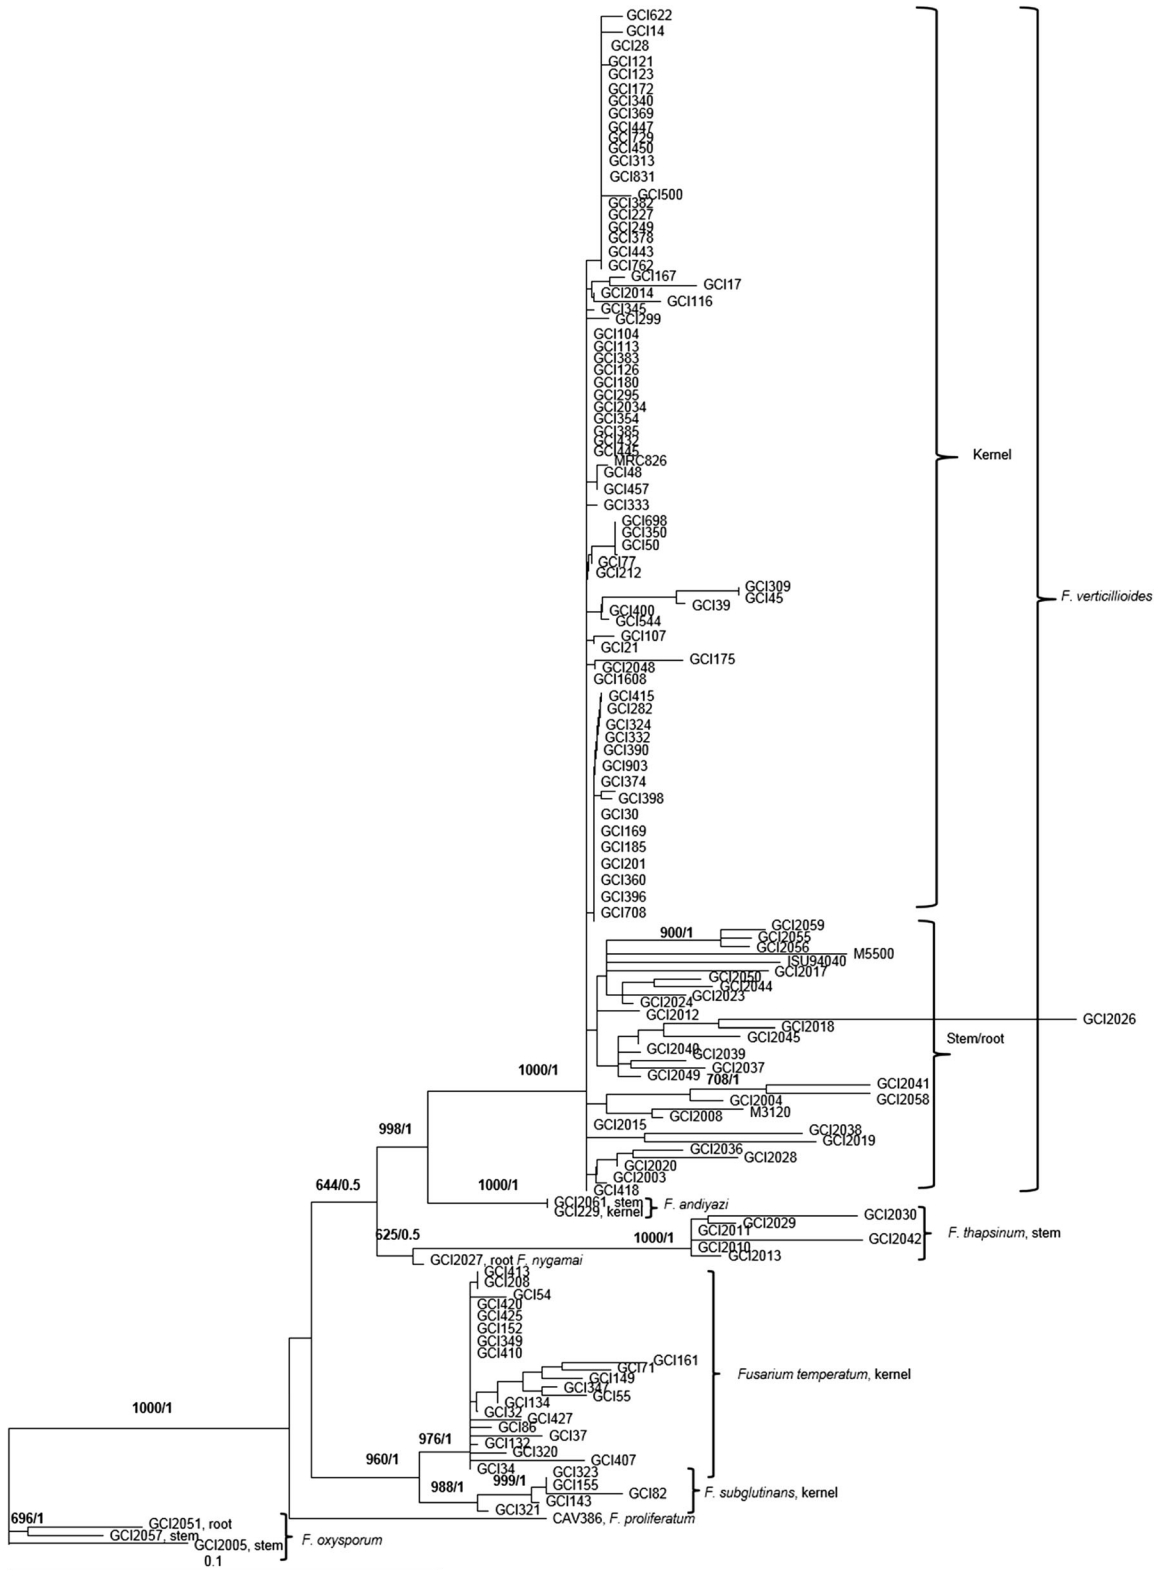 GCI622
GCI14
GCI28
GCI121
GCI123
GCI172
GCI340
GCI369
GCI447
GCI729
GCI450
GCI313
GCI831
GCI500
GCI382
GCI227
GCI249
GCI378
GCI443
GCI762
GCI167
GCI17
GCI2014
GCI116
GCI345
GCI299
GCI104
GCI113
GCI383
GCI126
GCI180
GCI295
GCI2034
GCI354
GCI385
GCI432
GCI445
MRC826
Kernel
GCI48
GCI457
GCI333
GCI698
GCI350
GCI50
GCI77
GCI212
GCI309
GCI45
F. verticillioides
GCI39
GCI400
GCI544
GCI107
GCI21
GCI175
GCI2048
GCI1608
GCI415
GCI282
GCI324
GCI332
GCI390
GCI903
GCI374
GCI398
GCI30
GCI169
GCI185
GCI201
GCI360
GCI396
GCI708
GCI2059
900/1
GCI2055
GCI2056
M5500
ISU94040
GCI2017
GCI2050
GCI2044
GCI2023
GCI2024
GCI2012
GCI2026
GCI2018
GCI2045
Stem/root
GCI2040
GCI2039
GCI2037
GCI2049
1000/1
708/1
GCI2041
GCI2058
GCI2004
M3120
GCI2008
GCI2015
998/1
GCI2038
GCI2019
GCI2036
GCI2028
GCI2020
GCI2003
644/0.5
1000/1
GCI418
GCI2061, stem
GCI229, kernel
F. andiyazi
GCI2030
GCI2029
GCI2011
625/0.5
1000/1
GCI2042
F. thapsinum, stem
GCI2010
GCI2013
GCI2027, root F. nygamai
GCI413
GCI208
GCI54
GCI420
GCI425
GCI152
GCI349
GCI410
GCI161
GCI71
Fusarium temperatum, kernel
GCI149
GCI347
GCI55
GCI134
1000/1
GCI32
GCI427
GCI86
GCI37
976/1
GCI132
GCI320
960/1
GCI407
GCI34
GCI323
988/1
999/1
GCI155
GCI82
F. subglutinans, kernel
GCI143
GCI321
696/1
CAV386, F. proliferatum
GCI2051, root
GCI2057, stem
F. oxysporum
GCI2005, stem
0.1